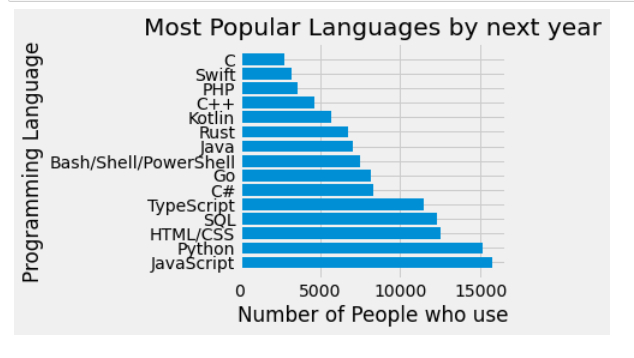 Most Popular Languages by next year
Programming Language
C
Swift
PHP
C++
Kotlin
Rust
Java
Bash/Shell/PowerShell
Go
C#
TypeScript
SQL
HTML/CSS
Python
JavaScript
0 5000 10000 15000
Number of People who use